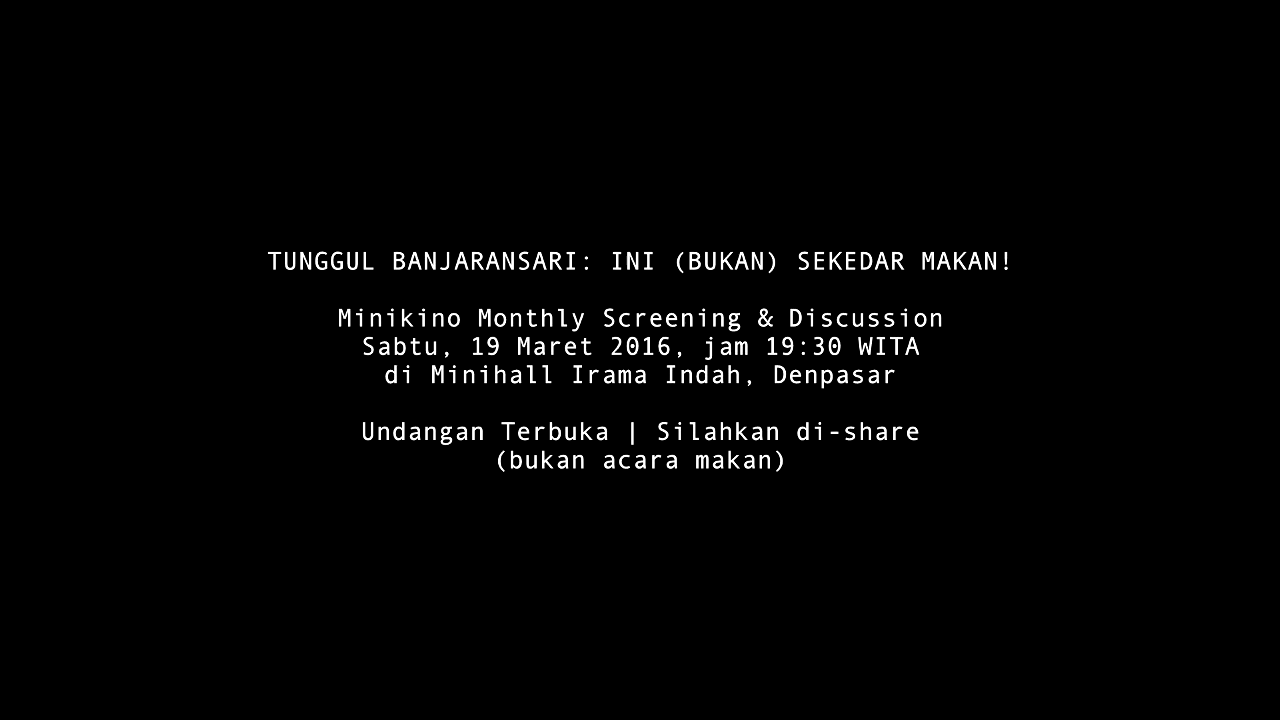 TUNGGUL BANJARANSARI: INI (BUKAN) SEKEDAR MAKAN!
Minikino Monthly Screening & Discussion
Sabtu, 19 Maret 2016, jam 19:30 WITA
di Minihall Irama Indah, Denpasar
Undangan Terbuka | Silahkan di-share
(bukan acara makan)